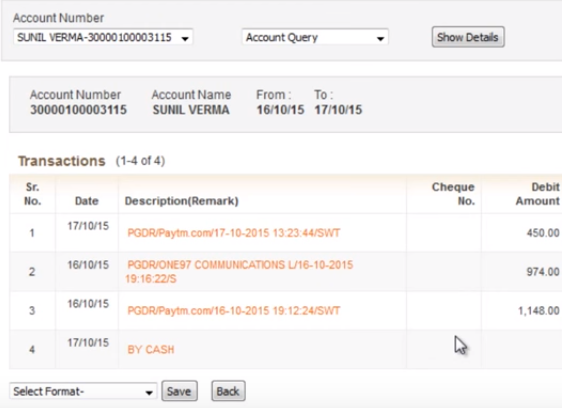 Account Number
SUNIL VERMA-30000100003115 Account Query Show Details
Account Number Account Name From : To :
30000100003115 SUNIL VERMA 16/10/15 17/10/15
Transactions (1-4 of 4)
Sr. No. Date Description(Remark) Cheque No. Debit Amount
1 17/10/15 PGDR/Paytm.com/17-10-2015 13:23:44/SWT 450.00
2 16/10/15 PGDR/ONE97 COMMUNICATIONS L/16-10-2015 974.00
19:16:22/S
3 16/10/15 PGDR/Paytm.com/16-10-2015 19:12:24/SWT 1,148.00
4 17/10/15 BY CASH
Select Format- Save Back